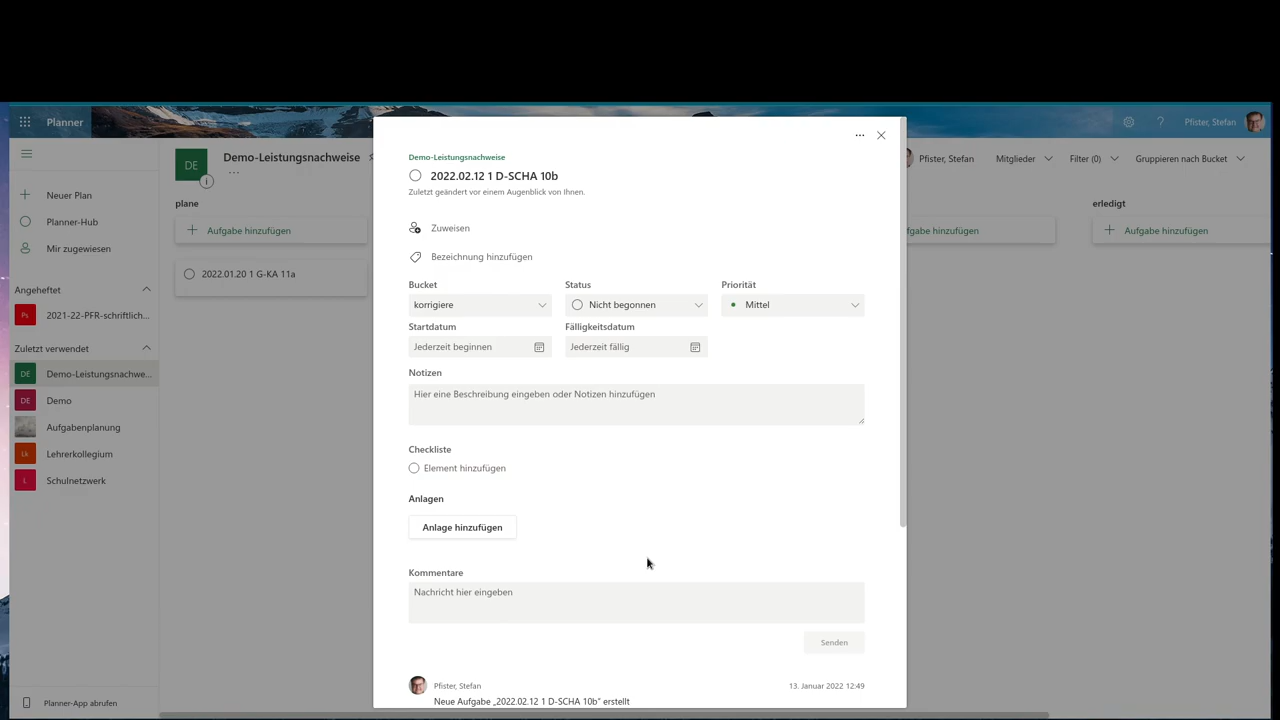 Planner
Pfister, Stefan
DE
Demo-Leistungsnachweise
Pfister, Stefan
Mitglieder
Filter (0)
Gruppieren nach Bucket
Neuer Plan
Planner-Hub
Mir zugewiesen
Angeheftet
Ps
2021-22-PFR-schriftlich...
Zuletzt verwendet
DE
Demo-Leistungsnachwe...
DE
Demo
Aufgabenplanung
Lk
Lehrerkollegium
L
Schulnetzwerk
Planner-App abrufen
plane
Aufgabe hinzufügen
2022.01.20 1 G-KA 11a
fgabe hinzufügen
erledigt
Aufgabe hinzufügen
Demo-Leistungsnachweise
2022.02.12 1 D-SCHA 10b
Zuletzt geändert vor einem Augenblick von Ihnen.
Zuweisen
Bezeichnung hinzufügen
Bucket
Status
Priorität
korrigiere
Nicht begonnen
Mittel
Startdatum
Fälligkeitsdatum
Jederzeit beginnen
Jederzeit fällig
Notizen
Hier eine Beschreibung eingeben oder Notizen hinzufügen
Checkliste
Element hinzufügen
Anlagen
Anlage hinzufügen
Kommentare
Nachricht hier eingeben
Senden
Pfister, Stefan
13. Januar 2022 12:49
Neue Aufgabe „2022.02.12 1 D-SCHA 10b“ erstellt